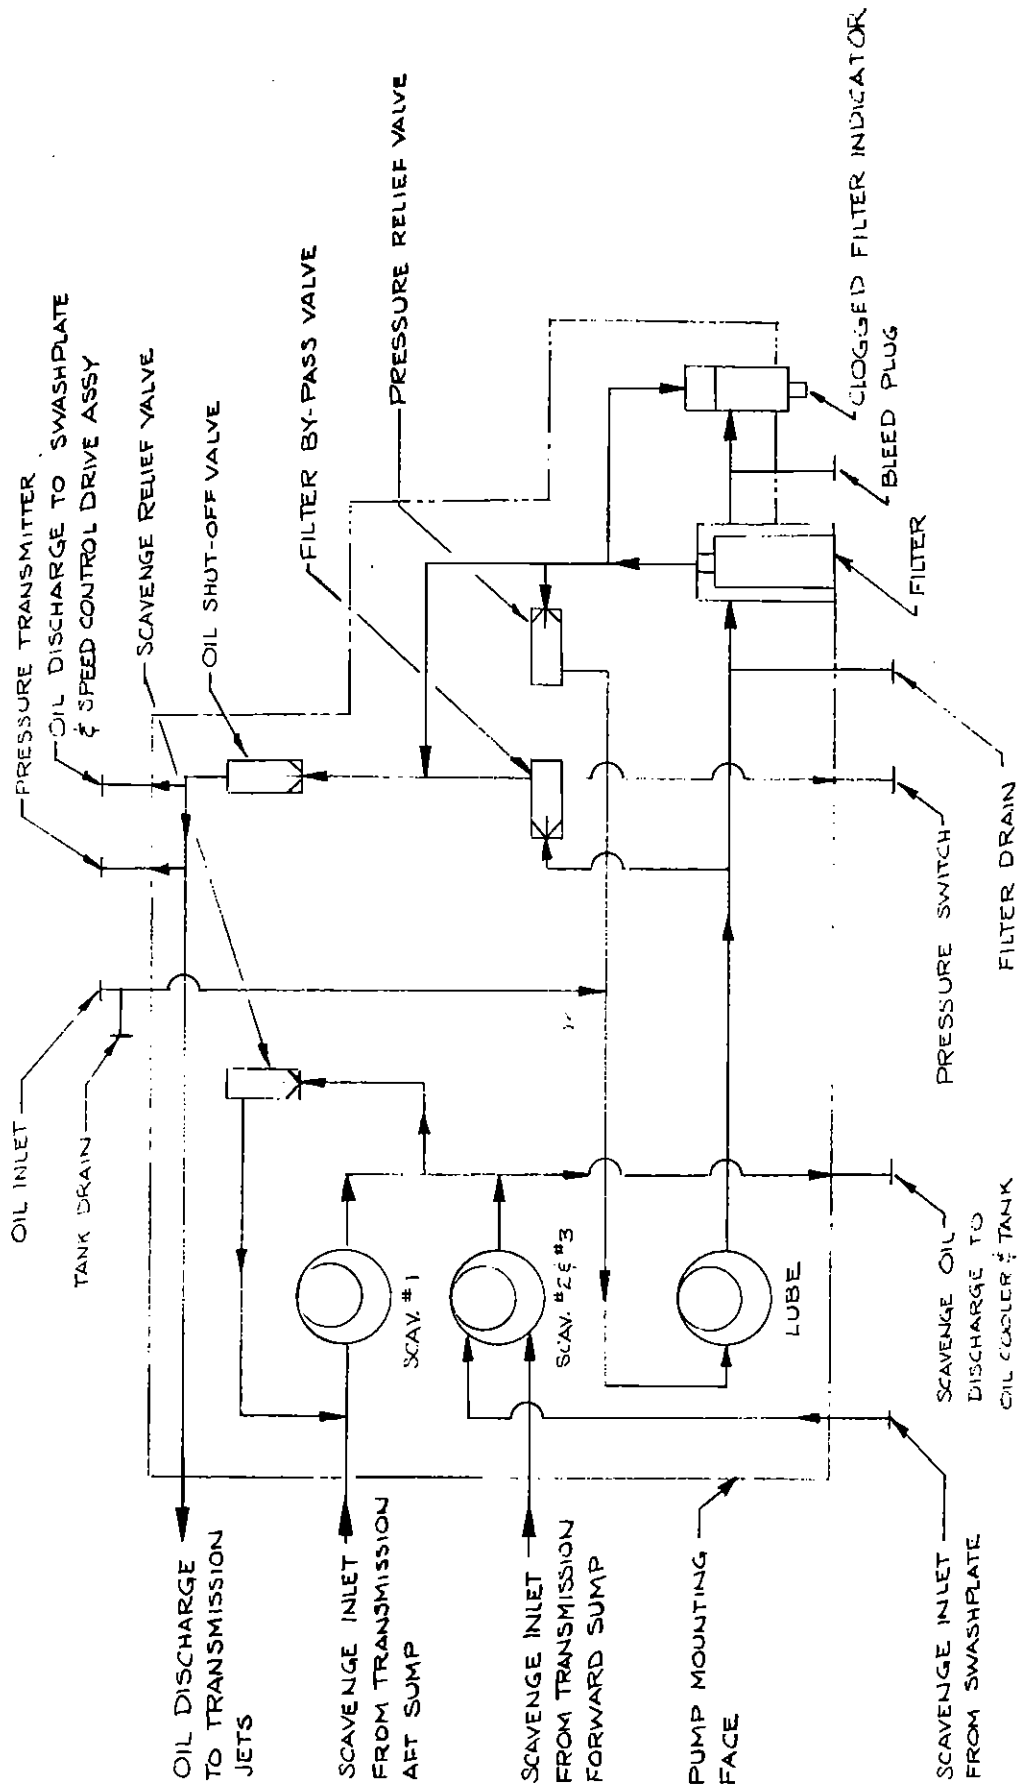 OIL INLET
TANK DRAIN
PRESSURE TRANSMITTER
OIL DISCHARGE TO SWASHPLATE
& SPEED CONTROL DRIVE ASSY
SCAVENGE RELIEF VALVE
OIL SHUT-OFF VALVE
FILTER BY-PASS VALVE
PRESSURE RELIEF VALVE
OIL DISCHARGE
TO TRANSMISSION
JETS
SCAVENGE INLET
FROM TRANSMISSION
AFT SUMP
SCAVENGE INLET
FROM TRANSMISSION
FORWARD SUMP
PUMP MOUNTING
FACE
SCAVENGE INLET
FROM SWASHPLATE
SCAV. #1
SCAV. #2 & #3
LUBE
SCAVENGE OIL
DISCHARGE TO
OIL COOLER & TANK
PRESSURE SWITCH
FILTER DRAIN
FILTER
BLEED PLUG
CLOGGED FILTER INDICATOR